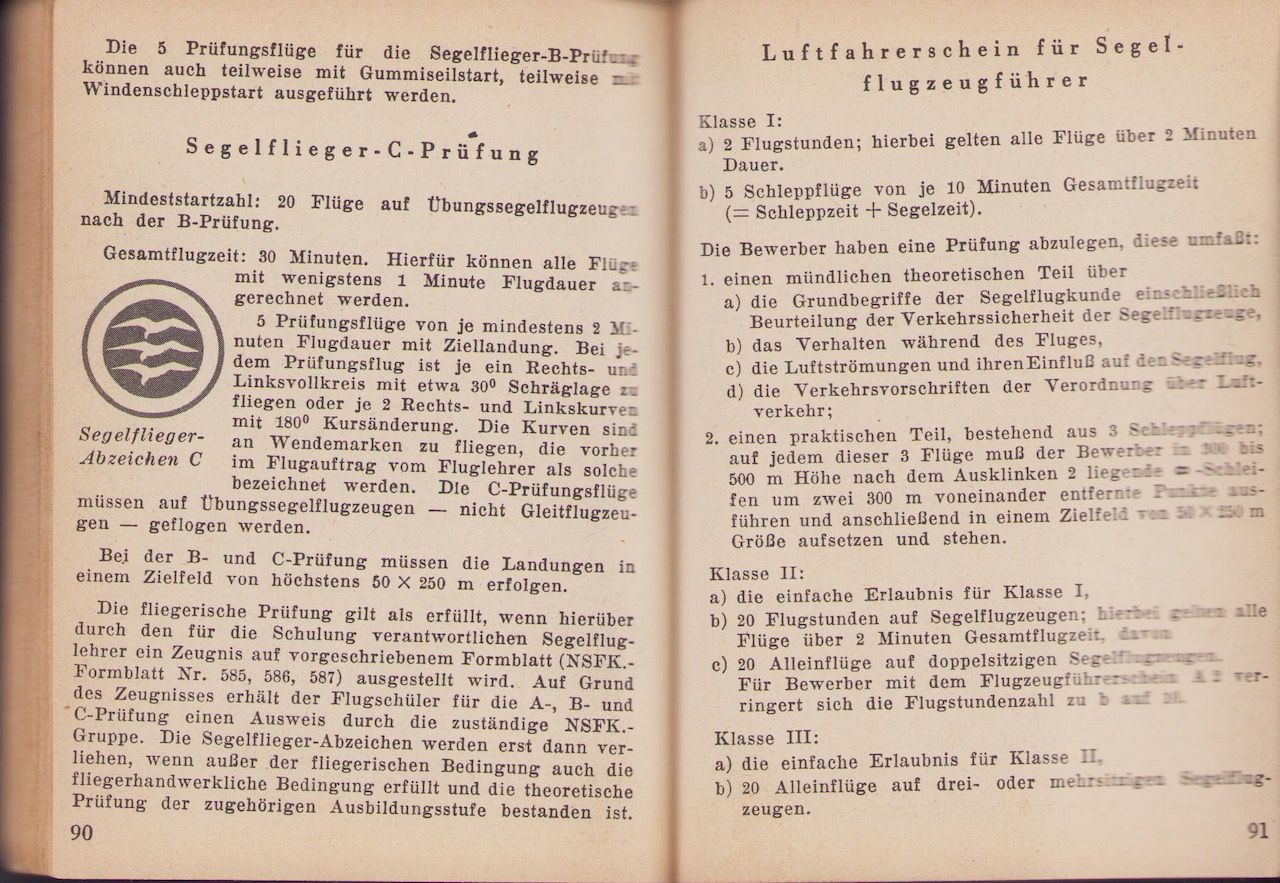 Die 5 Prüfungsflüge für die Segelflieger-B-Prüfung
können auch teilweise mit Gummiseilstart, teilweise mit
Windenschleppstart ausgeführt werden.
Segelflieger-C-Prüfung
Mindeststartzahl: 20 Flüge auf Übungssegelflugzeugen
nach der B-Prüfung.
Gesamtflugzeit: 30 Minuten. Hierfür können alle Flüge
mit wenigstens 1 Minute Flugdauer an-
gerechnet werden.
5 Prüfungsflüge von je mindestens 2 Mi-
nuten Flugdauer mit Ziellandung. Bei je-
dem Prüfungsflug ist je ein Rechts- und
Linksvollkreis mit etwa 30⁰ Schräglage zu
fliegen oder je 2 Rechts- und Linkskurven
mit 180⁰ Kursänderung. Die Kurven sind
an Wendemarken zu fliegen, die vorher
im Flugauftrag vom Fluglehrer als solche
bezeichnet werden. Die C-Prüfungsflüge
Segelflieger-
Abzeichen C
müssen auf Übungssegelflugzeugen — nicht Gleitflugzeu-
gen — geflogen werden.
Bei der B- und C-Prüfung müssen die Landungen in
einem Zielfeld von höchstens 50 × 250 m erfolgen.
Die fliegerische Prüfung gilt als erfüllt, wenn hierüber
durch den für die Schulung verantwortlichen Segelflug-
lehrer ein Zeugnis auf vorgeschriebenem Formblatt (NSFK.-
Formblatt Nr. 585, 586, 587) ausgestellt wird. Auf Grund
des Zeugnisses erhält der Flugschüler für die A-, B- und
C-Prüfung einen Ausweis durch die zuständige NSFK.-
Gruppe. Die Segelflieger-Abzeichen werden erst dann ver-
liehen, wenn außer der fliegerischen Bedingung auch die
fliegerhandwerkliche Bedingung erfüllt und die theoretische
Prüfung der zugehörigen Ausbildungsstufe bestanden ist.
90
Luftfahrerschein für Segel-
flugzeugführer
Klasse I:
a) 2 Flugstunden; hierbei gelten alle Flüge über 2 Minuten
Dauer.
b) 5 Schleppflüge von je 10 Minuten Gesamtflugzeit
(= Schleppzeit + Segelzeit).
Die Bewerber haben eine Prüfung abzulegen, diese umfaßt:
1. einen mündlichen theoretischen Teil über
a) die Grundbegriffe der Segelflugkunde einschließlich
Beurteilung der Verkehrssicherheit der Segelflugzeuge,
b) das Verhalten während des Fluges,
c) die Luftströmungen und ihren Einfluß auf den Segelflug,
d) die Verkehrsvorschriften der Verordnung über Luft-
verkehr;
2. einen praktischen Teil, bestehend aus 3 Schleppflügen;
auf jedem dieser 3 Flüge muß der Bewerber in 300 bis
500 m Höhe nach dem Ausklinken 2 liegende -Schlei-
fen um zwei 300 m voneinander entfernte Punkte aus-
führen und anschließend in einem Zielfeld von 50 × 250 m
Größe aufsetzen und stehen.
Klasse II:
a) die einfache Erlaubnis für Klasse I,
b) 20 Flugstunden auf Segelflugzeugen; hierbei gelten alle
Flüge über 2 Minuten Gesamtflugzeit, davon
c) 20 Alleinflüge auf doppelsitzigen Segelflugzeugen.
Für Bewerber mit dem Flugzeugführerschein A 2 ver-
ringert sich die Flugstundenzahl zu b auf
Klasse III:
a) die einfache Erlaubnis für Klasse II,
b) 20 Alleinflüge auf drei- oder mehrsitzigen Segelflug-
zeugen.
91